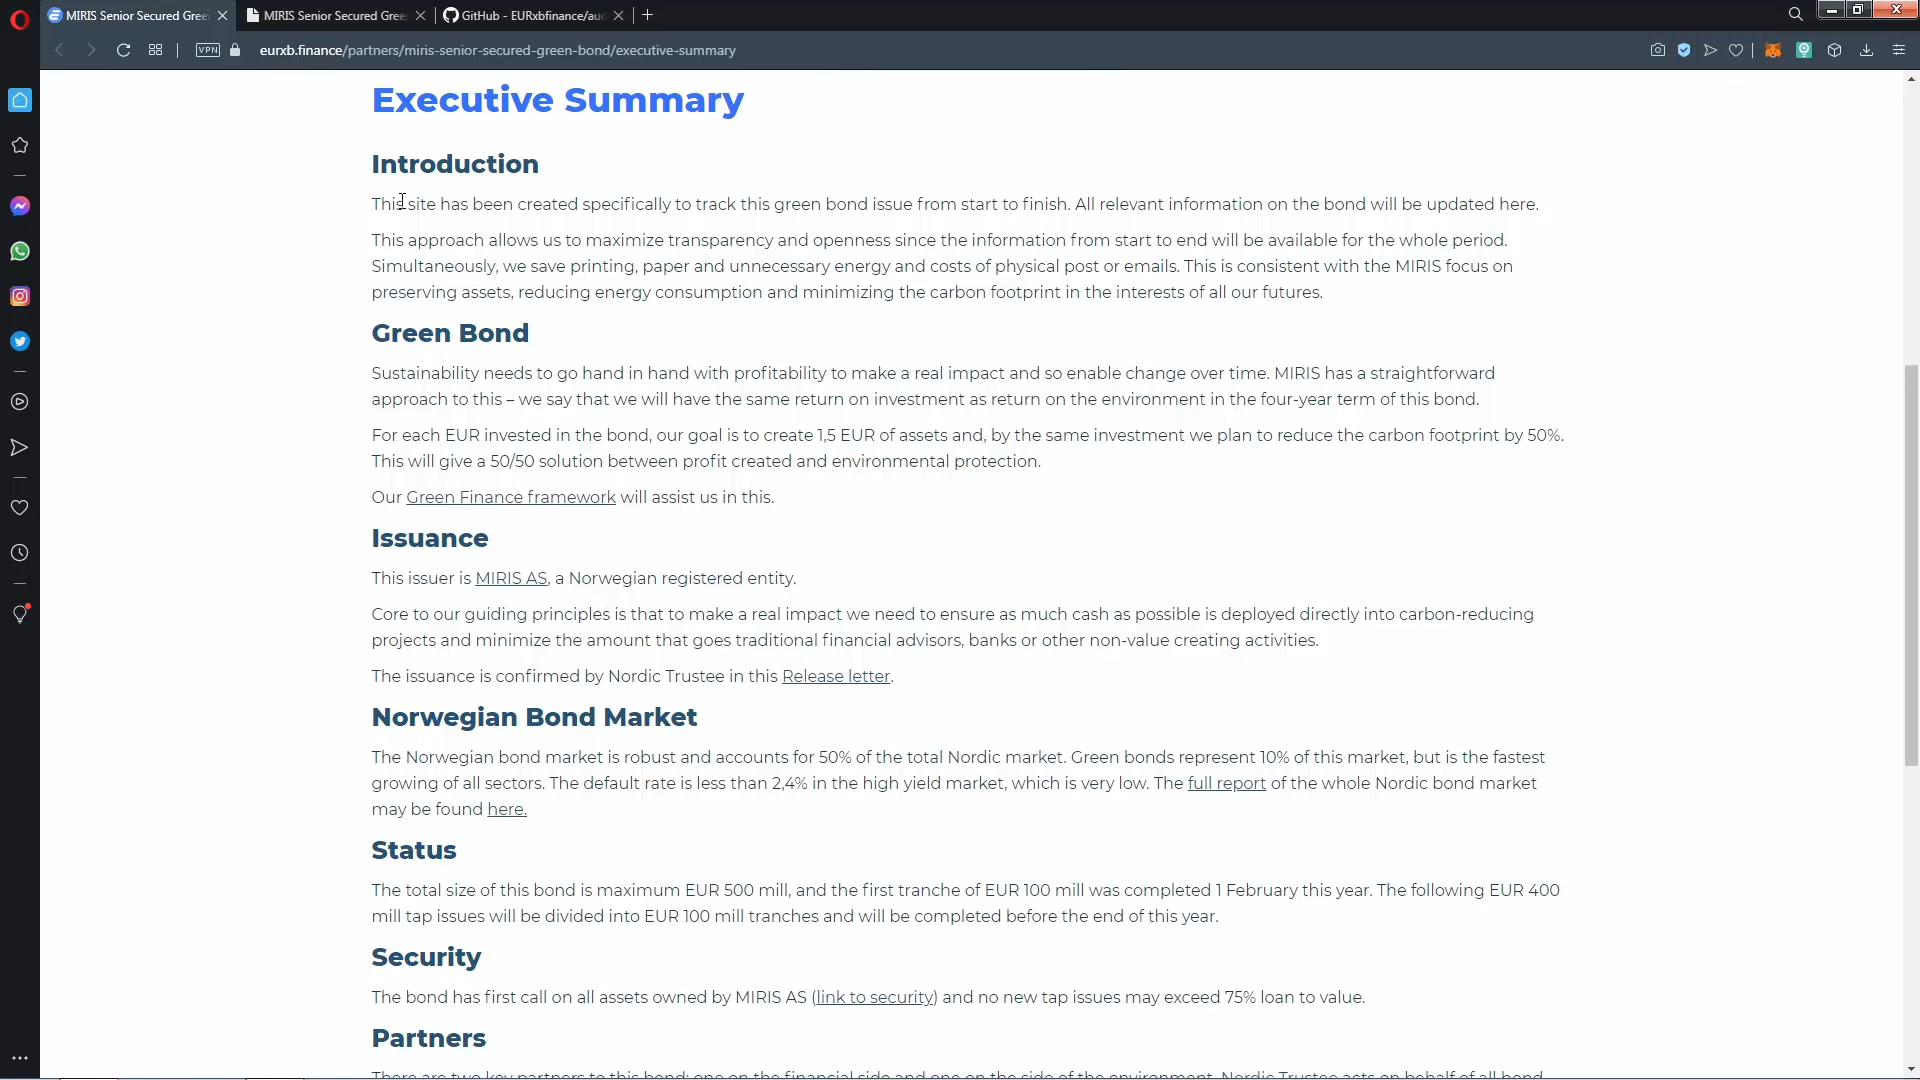 MIRIS Senior Secured Gree
MIRIS Senior Secured Gree
GitHub - EURxbfinance/au
VPN
eurxb.finance/partners/miris-senior-secured-green-bond/executive-summary
Executive Summary
Introduction
This site has been created specifically to track this green bond issue from start to finish. All relevant information on the bond will be updated here.
This approach allows us to maximize transparency and openness since the information from start to end will be available for the whole period.
Simultaneously, we save printing, paper and unnecessary energy and costs of physical post or emails. This is consistent with the MIRIS focus on
preserving assets, reducing energy consumption and minimizing the carbon footprint in the interests of all our futures.
Green Bond
Sustainability needs to go hand in hand with profitability to make a real impact and so enable change over time. MIRIS has a straightforward
approach to this – we say that we will have the same return on investment as return on the environment in the four-year term of this bond.
For each EUR invested in the bond, our goal is to create 1,5 EUR of assets and, by the same investment we plan to reduce the carbon footprint by 50%.
This will give a 50/50 solution between profit created and environmental protection.
Our Green Finance framework will assist us in this.
Issuance
This issuer is MIRIS AS, a Norwegian registered entity.
Core to our guiding principles is that to make a real impact we need to ensure as much cash as possible is deployed directly into carbon-reducing
projects and minimize the amount that goes traditional financial advisors, banks or other non-value creating activities.
The issuance is confirmed by Nordic Trustee in this Release letter.
Norwegian Bond Market
The Norwegian bond market is robust and accounts for 50% of the total Nordic market. Green bonds represent 10% of this market, but is the fastest
growing of all sectors. The default rate is less than 2,4% in the high yield market, which is very low. The full report of the whole Nordic bond market
may be found here.
Status
The total size of this bond is maximum EUR 500 mill, and the first tranche of EUR 100 mill was completed 1 February this year. The following EUR 400
mill tap issues will be divided into EUR 100 mill tranches and will be completed before the end of this year.
Security
The bond has first call on all assets owned by MIRIS AS (link to security) and no new tap issues may exceed 75% loan to value.
Partners
There are two key partners to this bond: one on the financial side and one on the side of the environment. Nordic Trustee acts on behalf of all bond